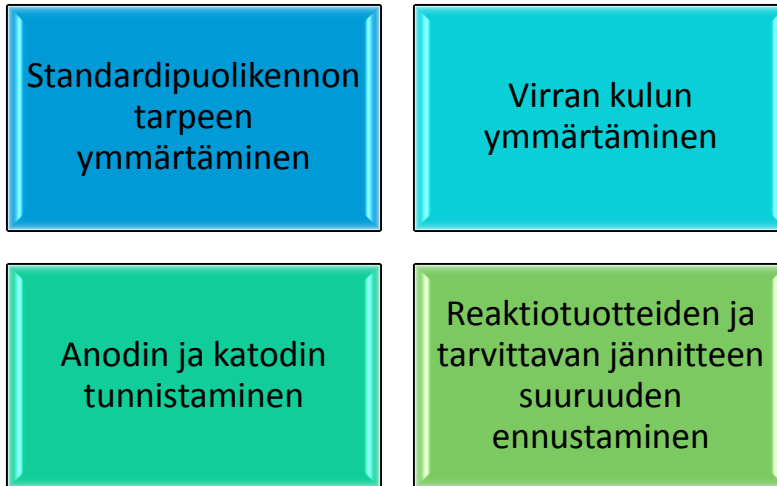 Standardipuolikennon
tarpeen
ymmärtäminen
Virran kulun
ymmärtäminen
Anodin ja katodin
tunnistaminen
Reaktiotuotteiden ja
tarvittavan jännitteen
suuruuden
ennustaminen